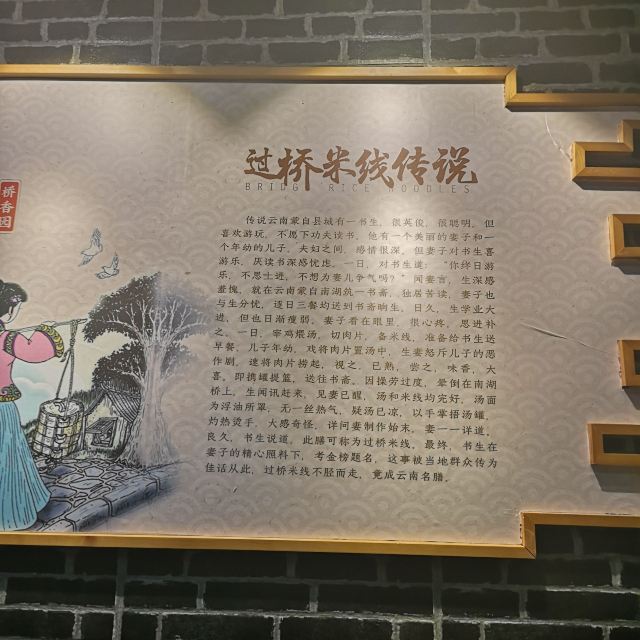 桥香园
过桥米线传说
BRIDGE RICE NOODLES
传说云南蒙自县城有一书生，很英俊，很聪明，但
喜欢游玩，不愿下功夫读书。他有一个美丽的妻子和一
个年幼的儿子，夫妇之间，感情很深，但妻子对书生喜
游乐，厌读书深感忧虑。一日，对书生道：“你终日游
乐，不思士进，不想为妻儿争气吗？”闻妻言，生深感
羞愧，就在云南蒙自南湖筑一书斋，独居苦读，妻子也
与生分忧，逐日三餐均送到书斋晌生，日久，生学业大
进，但也日渐瘦弱，妻子看在眼里，很心疼，思进补
之。一日，宰鸡煨汤，切肉片，备米线，准备给书生送
早餐。儿子年幼，戏将肉片置汤中，生妻怒斥儿子的恶
作剧，速将肉片捞起，视之，已熟，尝之，味香，大
喜。即携罐提篮，送往书斋。因操劳过度，晕倒在南湖
桥上，生闻讯赶来，见妻已醒，汤和米线均完好，汤面
为浮油所罩，无一丝热气，疑汤已凉，以手掌捂汤罐，
灼热烫手，大感奇怪，详问妻制作始末，妻一一详道，
良久，书生说道，此膳可称为过桥米线。最终，书生在
妻子的精心照料下，考金榜题名，这事被当地群众传为
佳话从此，过桥米线不胫而走，竟成云南名膳。